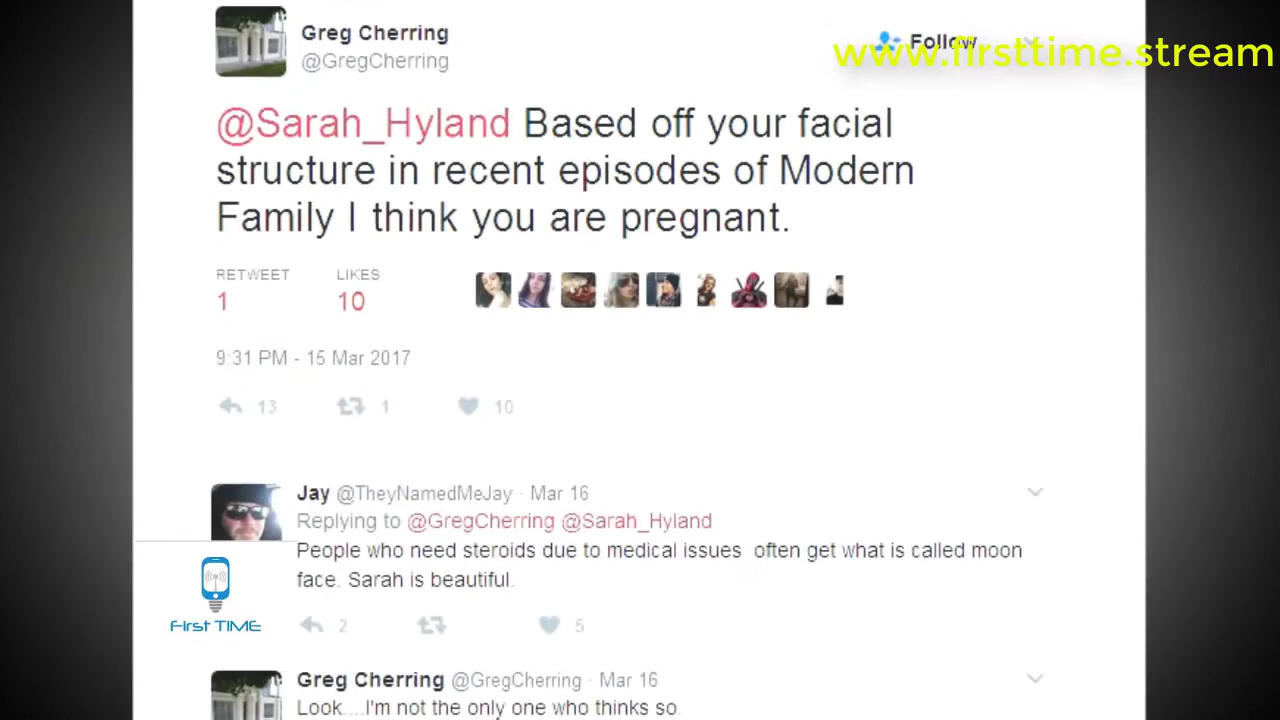 Greg Cherring
@GregCherring
Follow
www.firsttime.stream
@Sarah_Hyland Based off your facial
structure in recent episodes of Modern
Family I think you are pregnant.
RETWEET LIKES
1 10
9:31 PM - 15 Mar 2017
13 1 10
Jay @TheyNamedMeJay · Mar 16
Replying to @GregCherring @Sarah_Hyland
People who need steroids due to medical issues often get what is called moon
face. Sarah is beautiful.
First TIME
2 5
Greg Cherring @GregCherring · Mar 16
Look....I'm not the only one who thinks so.